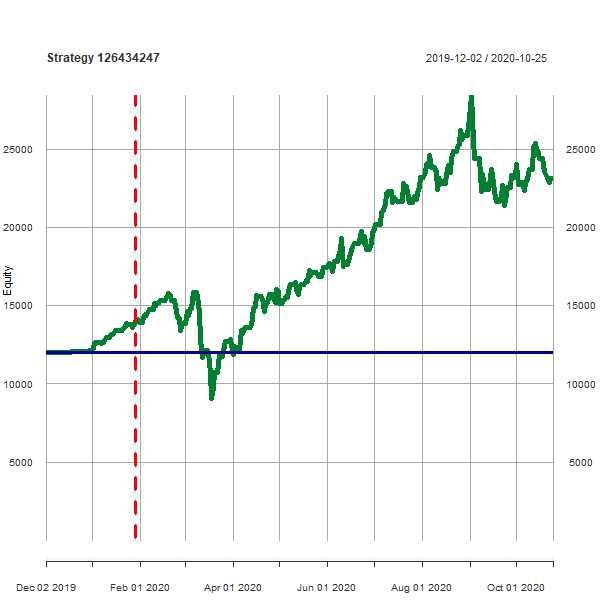 Strategy 126434247
2019-12-02 / 2020-10-25
25000
25000
20000
20000
15000
15000
10000
10000
5000
5000
Equity
Dec 02 2019
Feb 01 2020
Apr 01 2020
Jun 01 2020
Aug 01 2020
Oct 01 2020